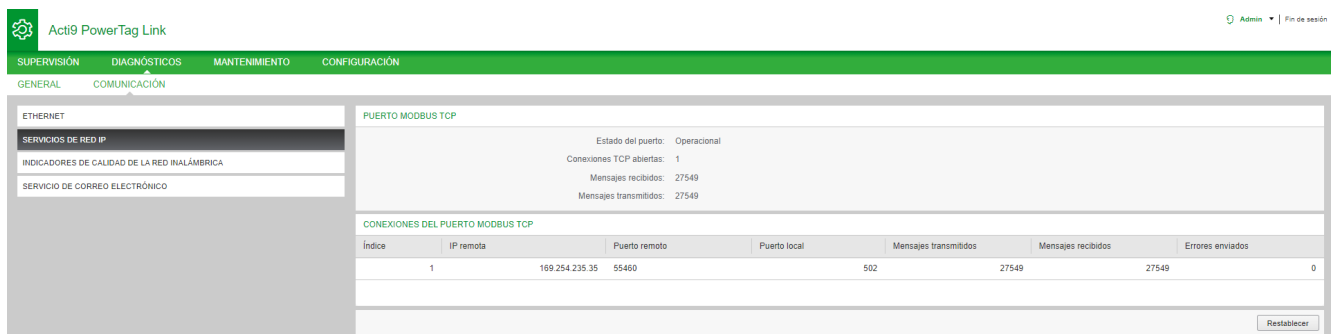 Acti9 PowerTag Link
Admin Fin de sesión
SUPERVISIÓN DIAGNÓSTICOS MANTENIMIENTO CONFIGURACIÓN
GENERAL COMUNICACIÓN
ETHERNET
SERVICIOS DE RED IP
INDICADORES DE CALIDAD DE LA RED INALÁMBRICA
SERVICIO DE CORREO ELECTRÓNICO
PUERTO MODBUS TCP
Estado del puerto: Operacional
Conexiones TCP abiertas: 1
Mensajes recibidos: 27549
Mensajes transmitidos: 27549
CONEXIONES DEL PUERTO MODBUS TCP
Índice IP remota Puerto remoto Puerto local Mensajes transmitidos Mensajes recibidos Errores enviados
1 169.254.235.35 55460 502 27549 27549 0
Restablecer